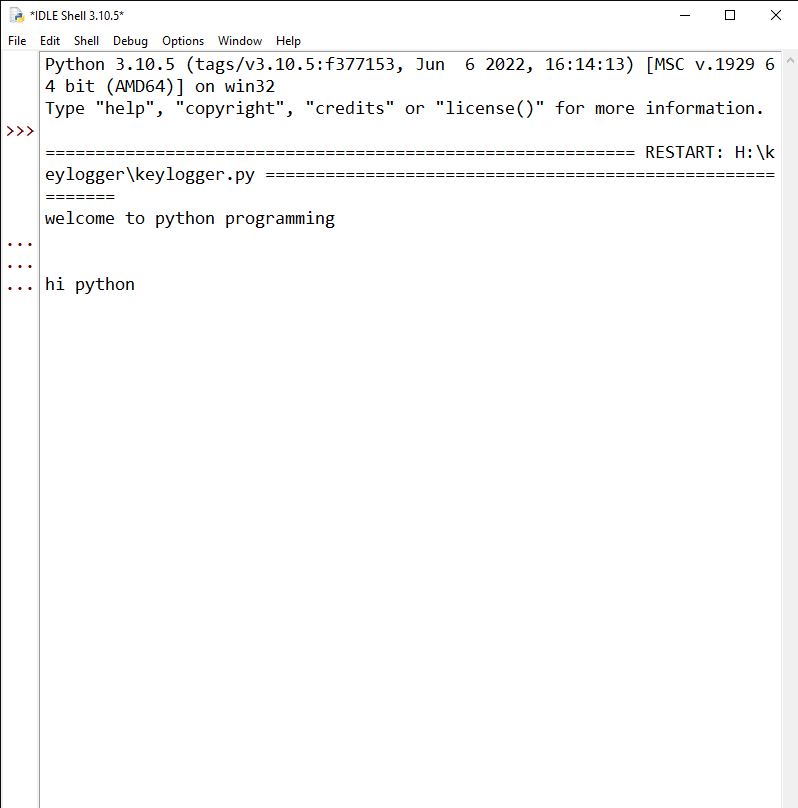 *IDLE Shell 3.10.5*
File Edit Shell Debug Options Window Help
Python 3.10.5 (tags/v3.10.5:f377153, Jun  6 2022, 16:14:13) [MSC v.1929 6
4 bit (AMD64)] on win32
Type "help", "copyright", "credits" or "license()" for more information.
>>>
=========================================================== RESTART: H:\k
eylogger\keylogger.py ===================================================
=======
welcome to python programming
...
...
... hi python